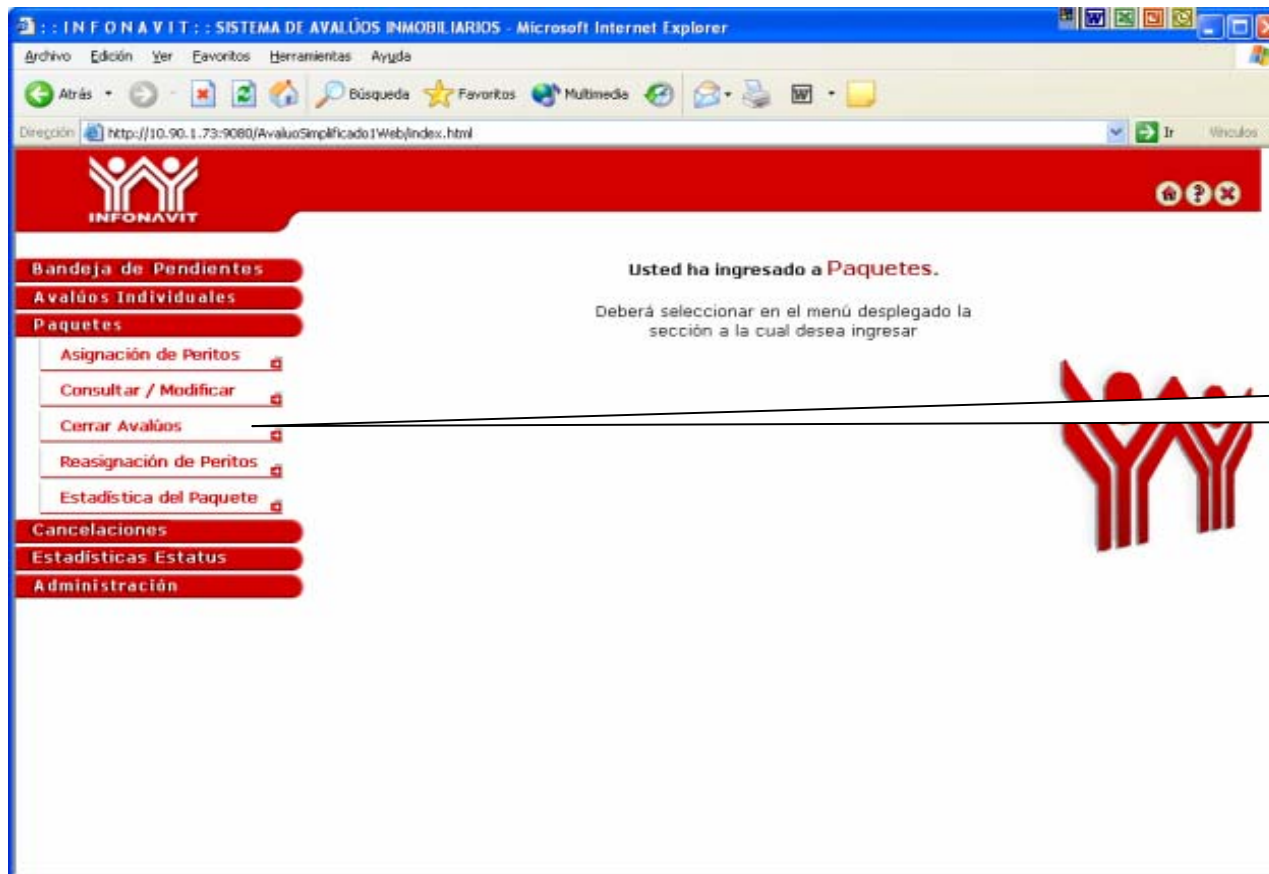 : : I N F O N A V I T : : SISTEMA DE AVALÚOS INMOBILIARIOS - Microsoft Internet Explorer
Archivo Edición Ver Favoritos Herramientas Ayuda
Atrás Búsqueda Favoritos Multimedia
Dirección http://10.90.1.73:9080/AvaluoSimplificado1Web/index.html Ir Vínculos
INFONAVIT
Bandeja de Pendientes
Avalúos Individuales
Paquetes
Asignación de Peritos
Consultar / Modificar
Cerrar Avalúos
Reasignación de Peritos
Estadística del Paquete
Cancelaciones
Estadísticas Estatus
Administración
Usted ha ingresado a Paquetes.
Deberá seleccionar en el menú desplegado la
sección a la cual desea ingresar